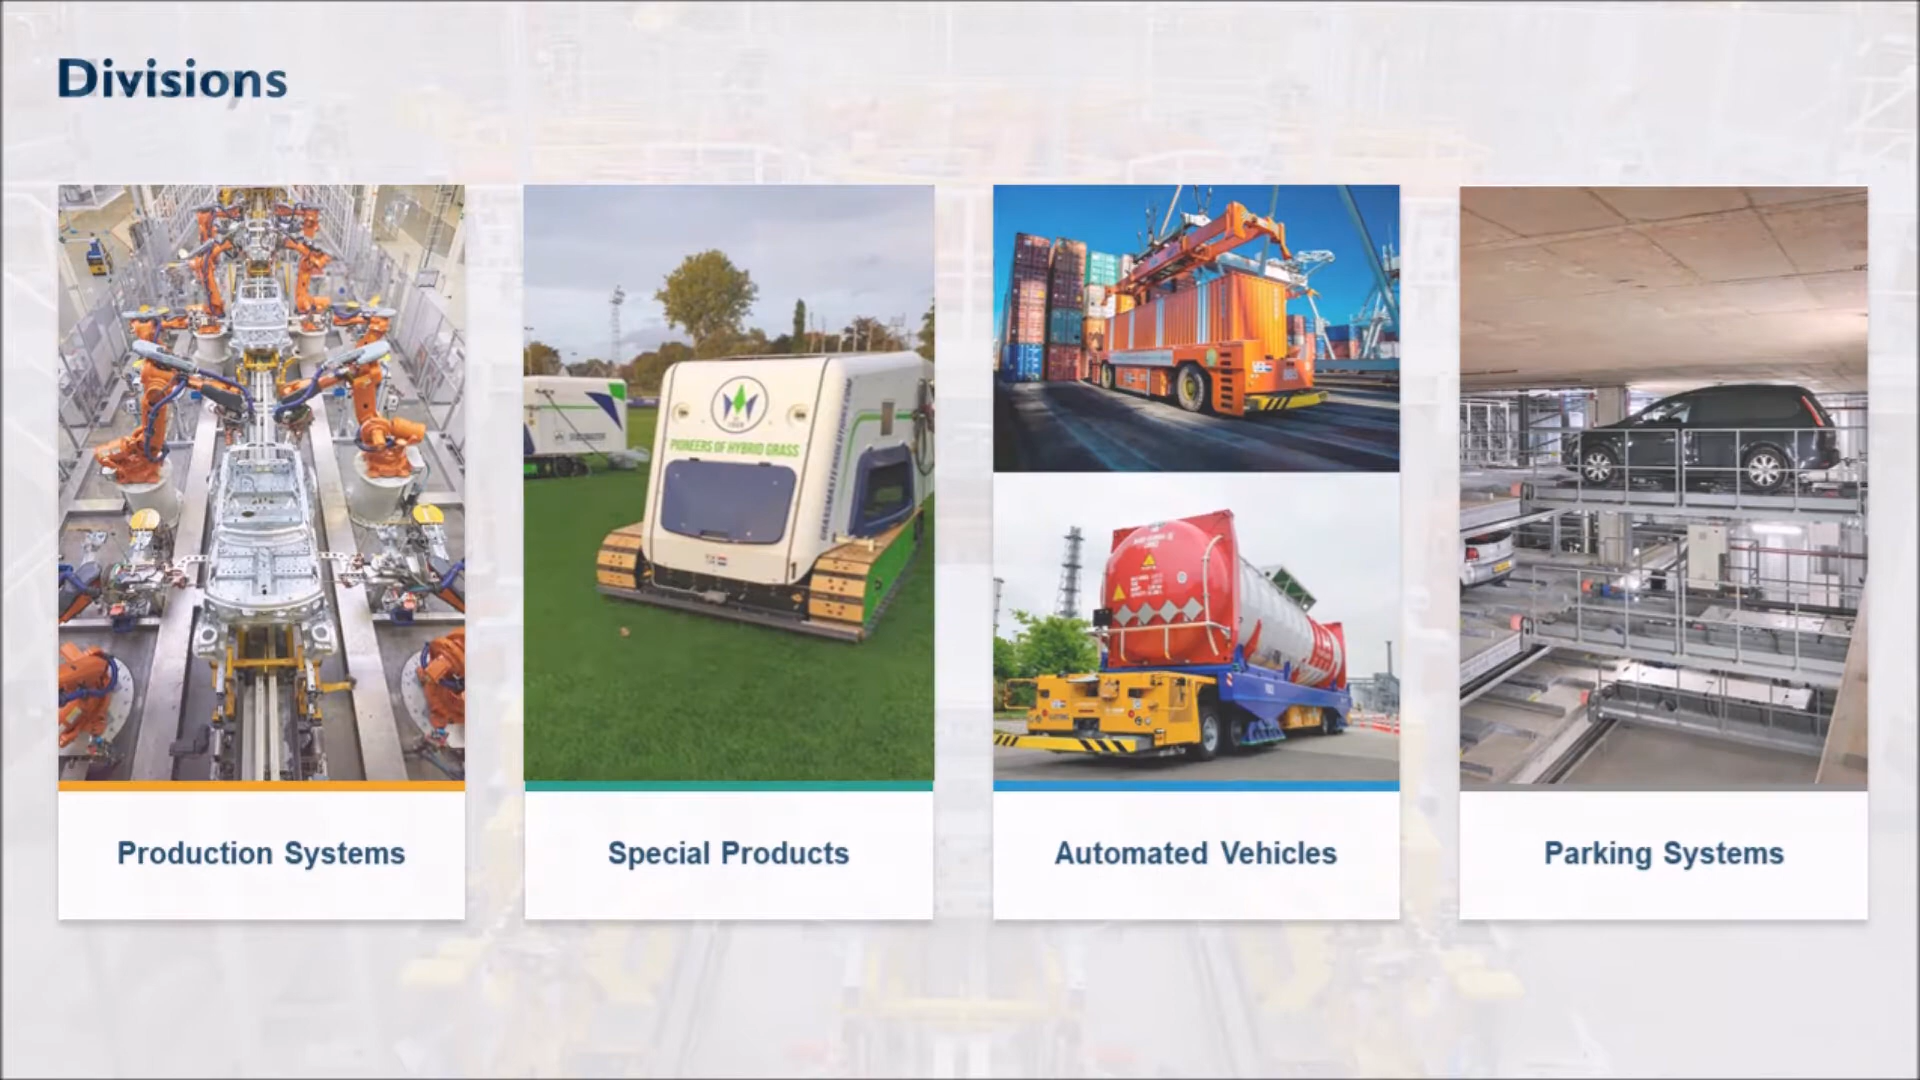 Divisions
PIONEERS OF HYBRID GRASS
Production Systems
Special Products
Automated Vehicles
Parking Systems